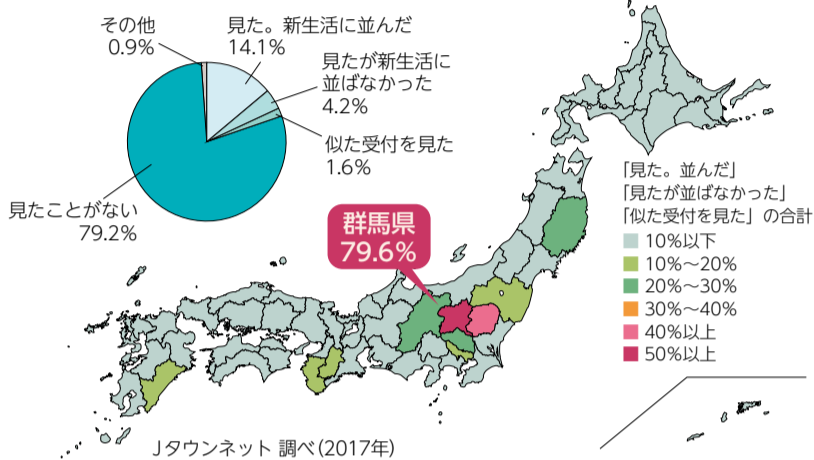 その他
0.9%
見た。新生活に並んだ
14.1%
見たが新生活に
並ばなかった
4.2%
似た受付を見た
1.6%
見たことがない
79.2%
群馬県
79.6%
「見た。並んだ」
「見たが並ばなかった」
「似た受付を見た」の合計
10%以下
10%～20%
20%～30%
30%～40%
40%以上
50%以上
Jタウンネット 調べ(2017年)